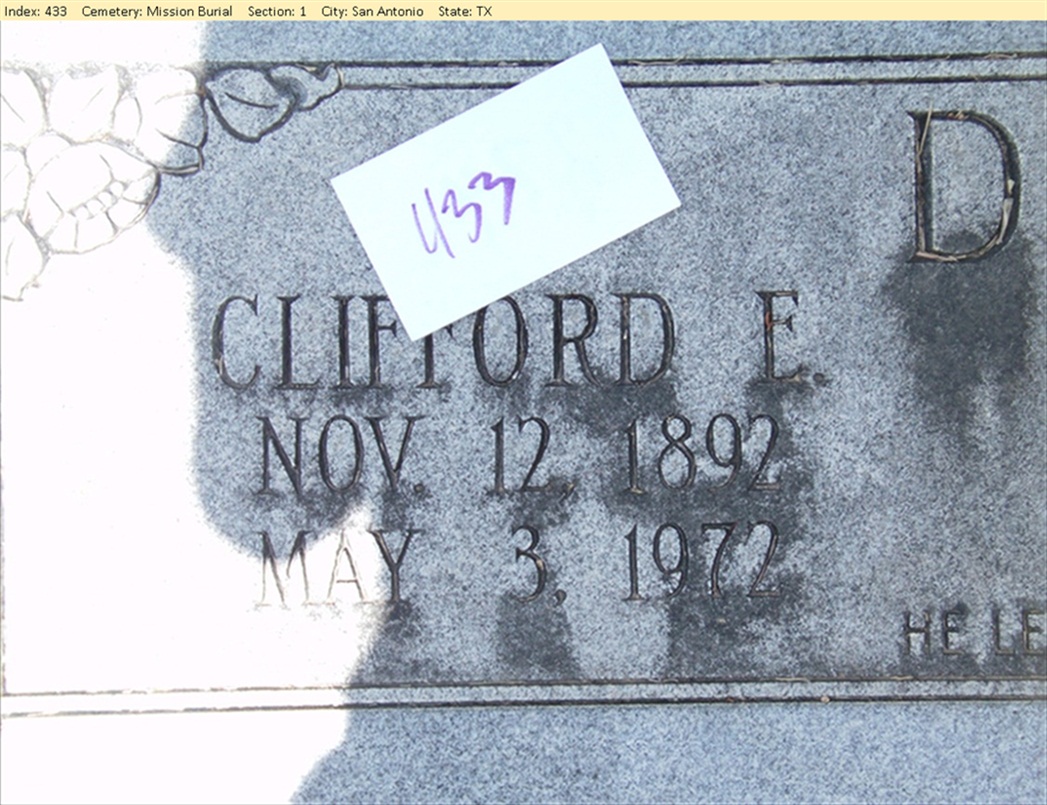 Index: 433 Cemetery: Mission Burial Section: 1 City: San Antonio State: TX
433
D
CLIFFORD E.
NOV. 12, 1892
MAY 3, 1972
HE LE